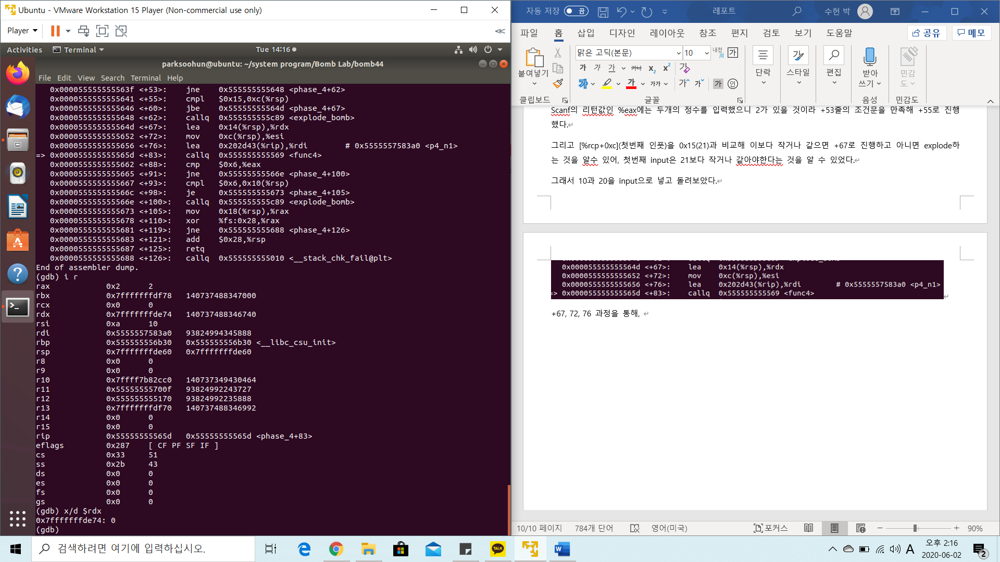 Ubuntu - VMware Workstation 15 Player (Non-commercial use only)
Player
Activities
Terminal
Tue 14:16
parksoohun@ubuntu: ~/system program/Bomb Lab/bomb44
File Edit View Search Terminal Help
0x000055555555563f <+53>: jne 0x555555555648 <phase_4+62>
0x0000555555555641 <+55>: cmpl $0x15,0xc(%rsp)
0x0000555555555646 <+60>: jbe 0x55555555564d <phase_4+67>
0x0000555555555648 <+62>: callq 0x555555555c89 <explode_bomb>
0x000055555555564d <+67>: lea 0x14(%rsp),%rdx
0x0000555555555652 <+72>: mov 0xc(%rsp),%esi
0x0000555555555656 <+76>: lea 0x202d43(%rip),%rdi # 0x5555557583a0 <p4_n1>
=> 0x000055555555565d <+83>: callq 0x555555555569 <func4>
0x0000555555555662 <+88>: cmp $0x6,%eax
0x0000555555555665 <+91>: jne 0x55555555566e <phase_4+100>
0x0000555555555667 <+93>: cmpl $0x6,0x10(%rsp)
0x000055555555566c <+98>: je 0x555555555673 <phase_4+105>
0x000055555555566e <+100>: callq 0x555555555c89 <explode_bomb>
0x0000555555555673 <+105>: mov 0x18(%rsp),%rax
0x0000555555555678 <+110>: xor %fs:0x28,%rax
0x0000555555555681 <+119>: jne 0x555555555688 <phase_4+126>
0x0000555555555683 <+121>: add $0x28,%rsp
0x0000555555555687 <+125>: retq
0x0000555555555688 <+126>: callq 0x555555555010 <__stack_chk_fail@plt>
End of assembler dump.
(gdb) i r
rax 0x2 2
rbx 0x7fffffffdf78 140737488347000
rcx 0x0 0
rdx 0x7fffffffde74 140737488346740
rsi 0xa 10
rdi 0x5555557583a0 93824994345888
rbp 0x555555556b30 0x555555556b30 <__libc_csu_init>
rsp 0x7fffffffde60 0x7fffffffde60
r8 0x0 0
r9 0x0 0
r10 0x7ffff7b82cc0 140737349430464
r11 0x55555555700f 93824992243727
r12 0x555555555170 93824992235888
r13 0x7fffffffdf70 140737488346992
r14 0x0 0
r15 0x0 0
rip 0x55555555565d 0x55555555565d <phase_4+83>
eflags 0x287 [ CF PF SF IF ]
cs 0x33 51
ss 0x2b 43
ds 0x0 0
es 0x0 0
fs 0x0 0
gs 0x0 0
(gdb) x/d $rdx
0x7fffffffde74: 0
(gdb)
자동 저장 끔
레포트
수헌 박
파일 홈 삽입 디자인 레이아웃 참조 편지 검토 보기 도움말
공유
메모
붙여넣기
맑은 고딕(본문)
10
내천
가 가 가 가나 X₂ X²
가 가 가가 가 가 가 인
단락
스타일
편집
받아
쓰기
민감
도
클립보드
글꼴
음성
민감도
Scanf의 리턴값인 %eax에는 두개의 정수를 입력했으니 2가 있을 것이라 +53줄의 조건문을 만족해 +55로 진행
했다.
그리고 [%rcp+0xc](첫번째 인풋)을 0x15(21)과 비교해 이보다 작거나 같으면 +67로 진행하고 아니면 explode하
는 것을 알수 있어, 첫번째 input은 21보다 작거나 같아야한다는 것을 알 수 있었다.
그래서 10과 20을 input으로 넣고 돌려보았다.
0x000055555555564d <+67>: lea 0x14(%rsp),%rdx
0x0000555555555652 <+72>: mov 0xc(%rsp),%esi
0x0000555555555656 <+76>: lea 0x202d43(%rip),%rdi # 0x5555557583a0 <p4_n1>
=> 0x000055555555565d <+83>: callq 0x555555555569 <func4>
+67, 72, 76 과정을 통해,
10/10 페이지
784개 단어
영어(미국)
포커스
90%
검색하려면 여기에 입력하십시오.
TALK
A
오후 2:16
2020-06-02
2